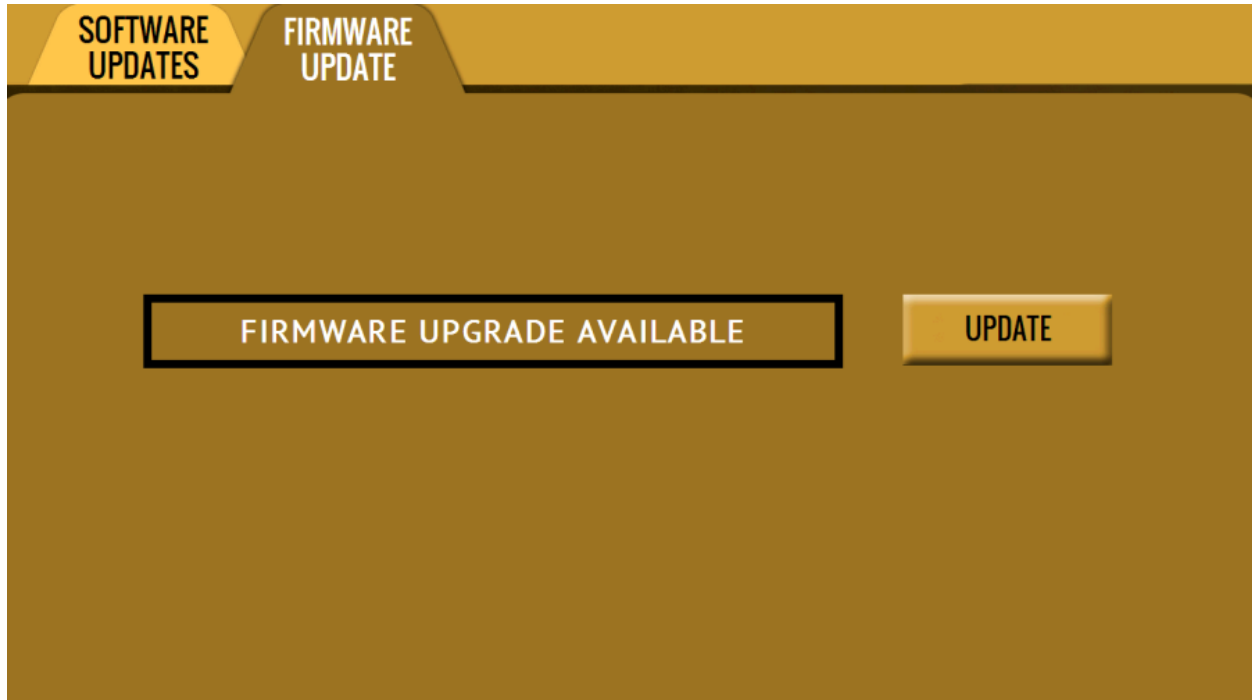 SOFTWARE
UPDATES
FIRMWARE
UPDATE
FIRMWARE UPGRADE AVAILABLE
UPDATE